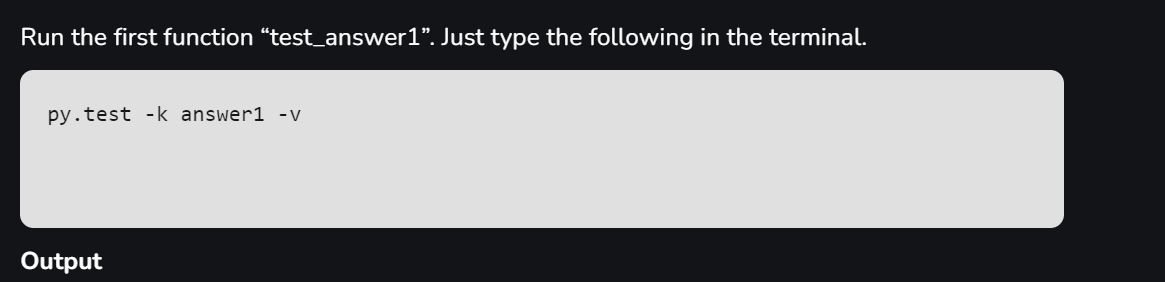 Run the first function “test_answer1”. Just type the following in the terminal.
py.test -k answer1 -v
Output